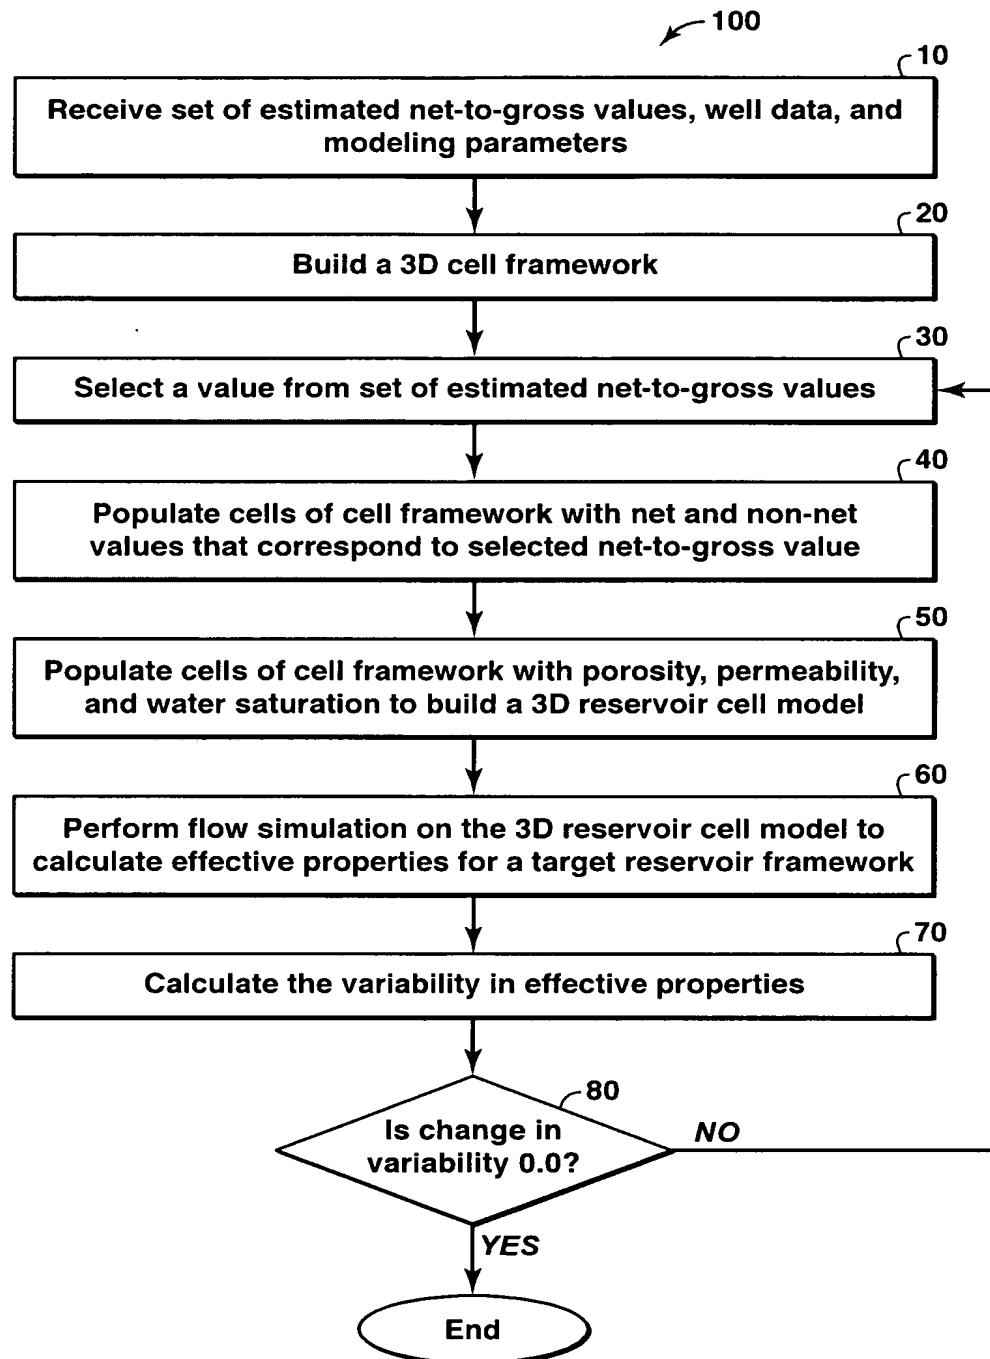 100
10
Receive set of estimated net-to-gross values, well data, and
modeling parameters
20
Build a 3D cell framework
30
Select a value from set of estimated net-to-gross values
40
Populate cells of cell framework with net and non-net
values that correspond to selected net-to-gross value
50
Populate cells of cell framework with porosity, permeability,
and water saturation to build a 3D reservoir cell model
60
Perform flow simulation on the 3D reservoir cell model to
calculate effective properties for a target reservoir framework
70
Calculate the variability in effective properties
80
Is change in
variability 0.0?
NO
YES
End